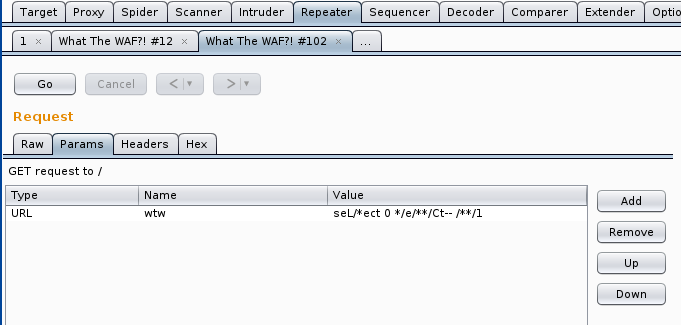 Target Proxy Spider Scanner Intruder Repeater Sequencer Decoder Comparer Extender Optio
1 × What The WAF?! #12 × What The WAF?! #102 × ...
Go Cancel < > 
Request
Raw Params Headers Hex
GET request to /
Type Name Value
URL wtw seL/*ect 0 */e/**/Ct-- /**/1
Add
Remove
Up
Down